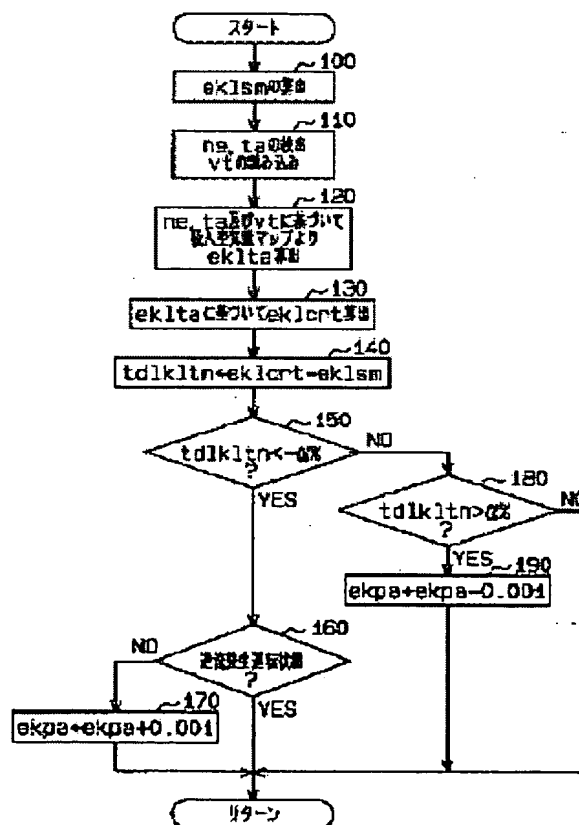 スタート
100
eklsmの算出
110
ne,taの検出
vtの読み込み
120
ne,ta及びvtに基づいて
吸入空気量マップより
eklta算出
130
ekltaに基づいてeklcrt算出
140
tdlkltn←eklcrt-eklsm
150
tdlkltn<-α%
?
NO
YES
180
tdlkltn>α%
?
NO
YES
190
ekpa←ekpa-0.001
160
運転状態
?
NO
YES
170
ekpa←ekpa+0.001
リターン